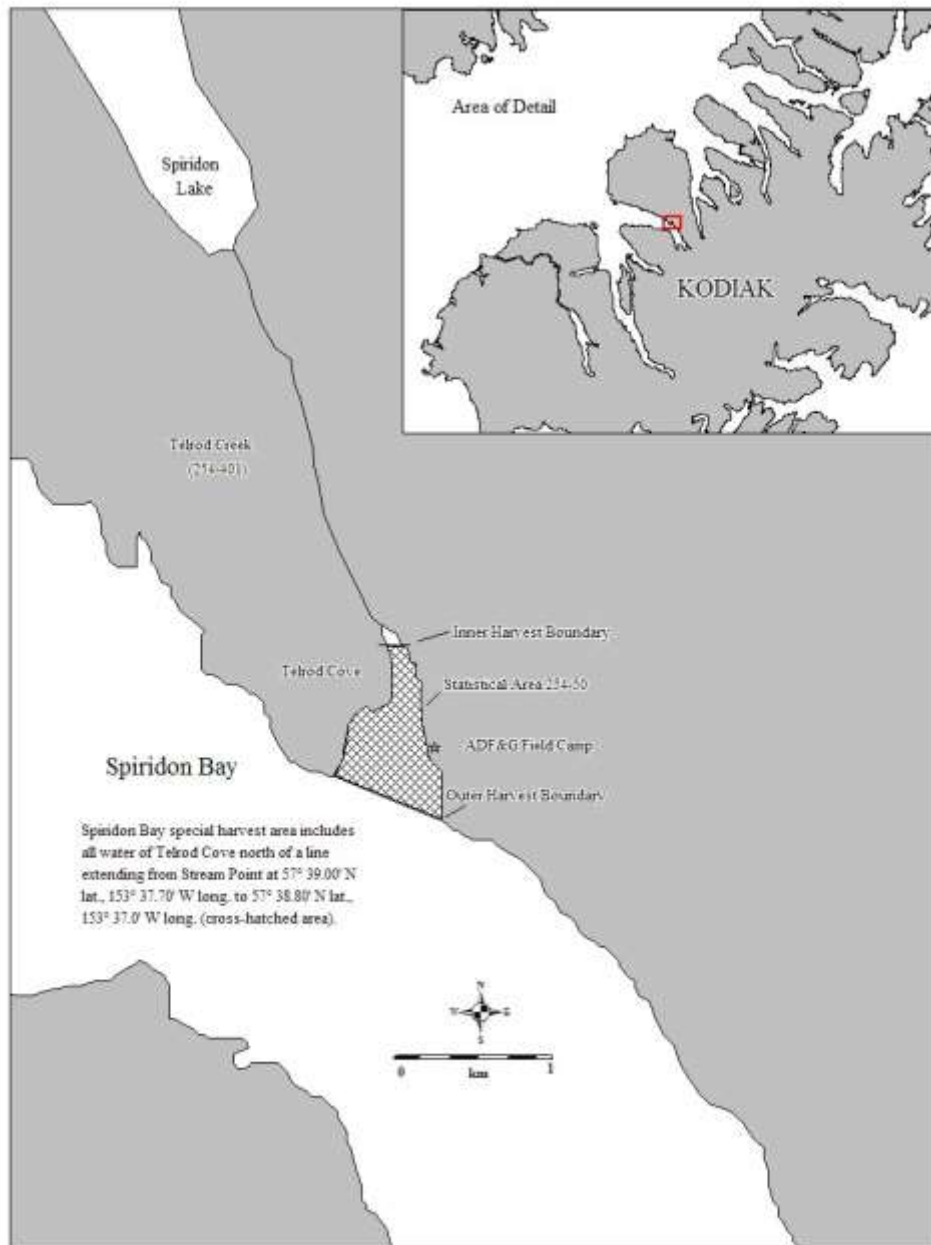 Area of Detail
KODIAK
Spiridon
Lake
Telrod Creek
(254-401)
Inner Harvest Boundary
Telrod Cove
Statistical Area 254-50
ADF&G Field Camp
Spiridon Bay
Outer Harvest Boundary
Spiridon Bay special harvest area includes
all water of Telrod Cove north of a line
extending from Stream Point at 57° 39.00' N
lat., 153° 37.70' W long. to 57° 38.80' N lat.,
153° 37.0' W long. (cross-hatched area).
N
W E
S
0 km 1